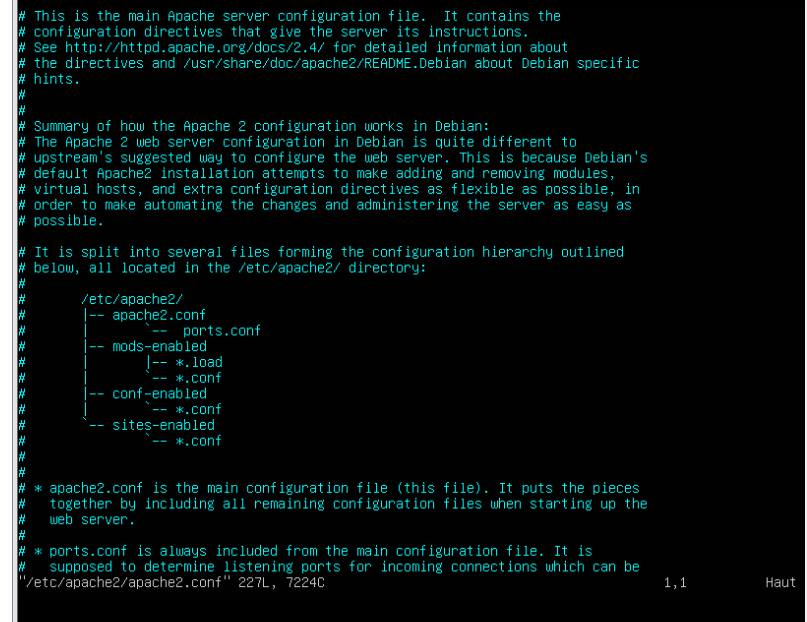 # This is the main Apache server configuration file.  It contains the
# configuration directives that give the server its instructions.
# See http://httpd.apache.org/docs/2.4/ for detailed information about
# the directives and /usr/share/doc/apache2/README.Debian about Debian specific
# hints.
#
#
# Summary of how the Apache 2 configuration works in Debian:
# The Apache 2 web server configuration in Debian is quite different to
# upstream's suggested way to configure the web server. This is because Debian's
# default Apache2 installation attempts to make adding and removing modules,
# virtual hosts, and extra configuration directives as flexible as possible, in
# order to make automating the changes and administering the server as easy as
# possible.

# It is split into several files forming the configuration hierarchy outlined
# below, all located in the /etc/apache2/ directory:
#
#       /etc/apache2/
#       |-- apache2.conf
#       |       `--  ports.conf
#       |-- mods-enabled
#       |       |-- *.load
#       |       `-- *.conf
#       |-- conf-enabled
#       |       `-- *.conf
#       `-- sites-enabled
#               `-- *.conf
#
#
# * apache2.conf is the main configuration file (this file). It puts the pieces
#   together by including all remaining configuration files when starting up the
#   web server.
#
# * ports.conf is always included from the main configuration file. It is
#   supposed to determine listening ports for incoming connections which can be
"/etc/apache2/apache2.conf" 227L, 7224C                                            1,1          Haut